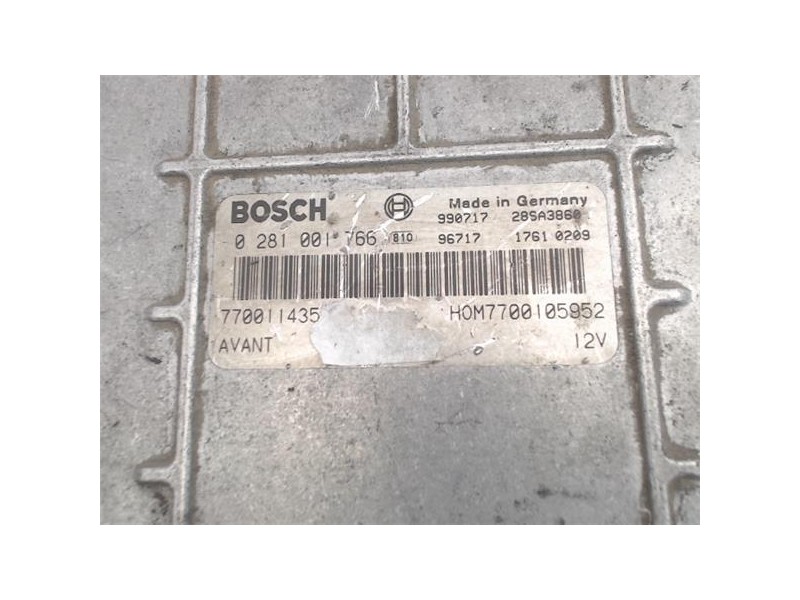 BOSCH Made in Germany
990717 28SA3860
0 281 001 766 810 96717 1761 0209
770011435 HOM7700105952
AVANT 12V